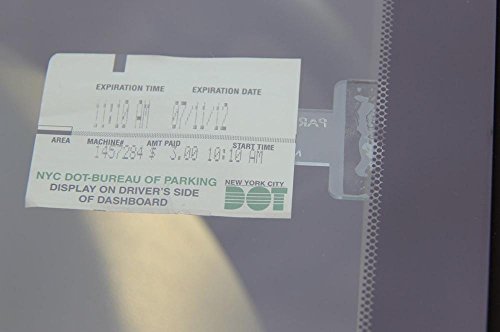 EXPIRATION TIME EXPIRATION DATE
11:10 AM 07/11/12
AREA MACHINE# AMT PAID START TIME
145/284 $ 3.00 10:10 AM
NYC DOT-BUREAU OF PARKING
DISPLAY ON DRIVER'S SIDE
OF DASHBOARD
NEW YORK CITY
DOT
PAR